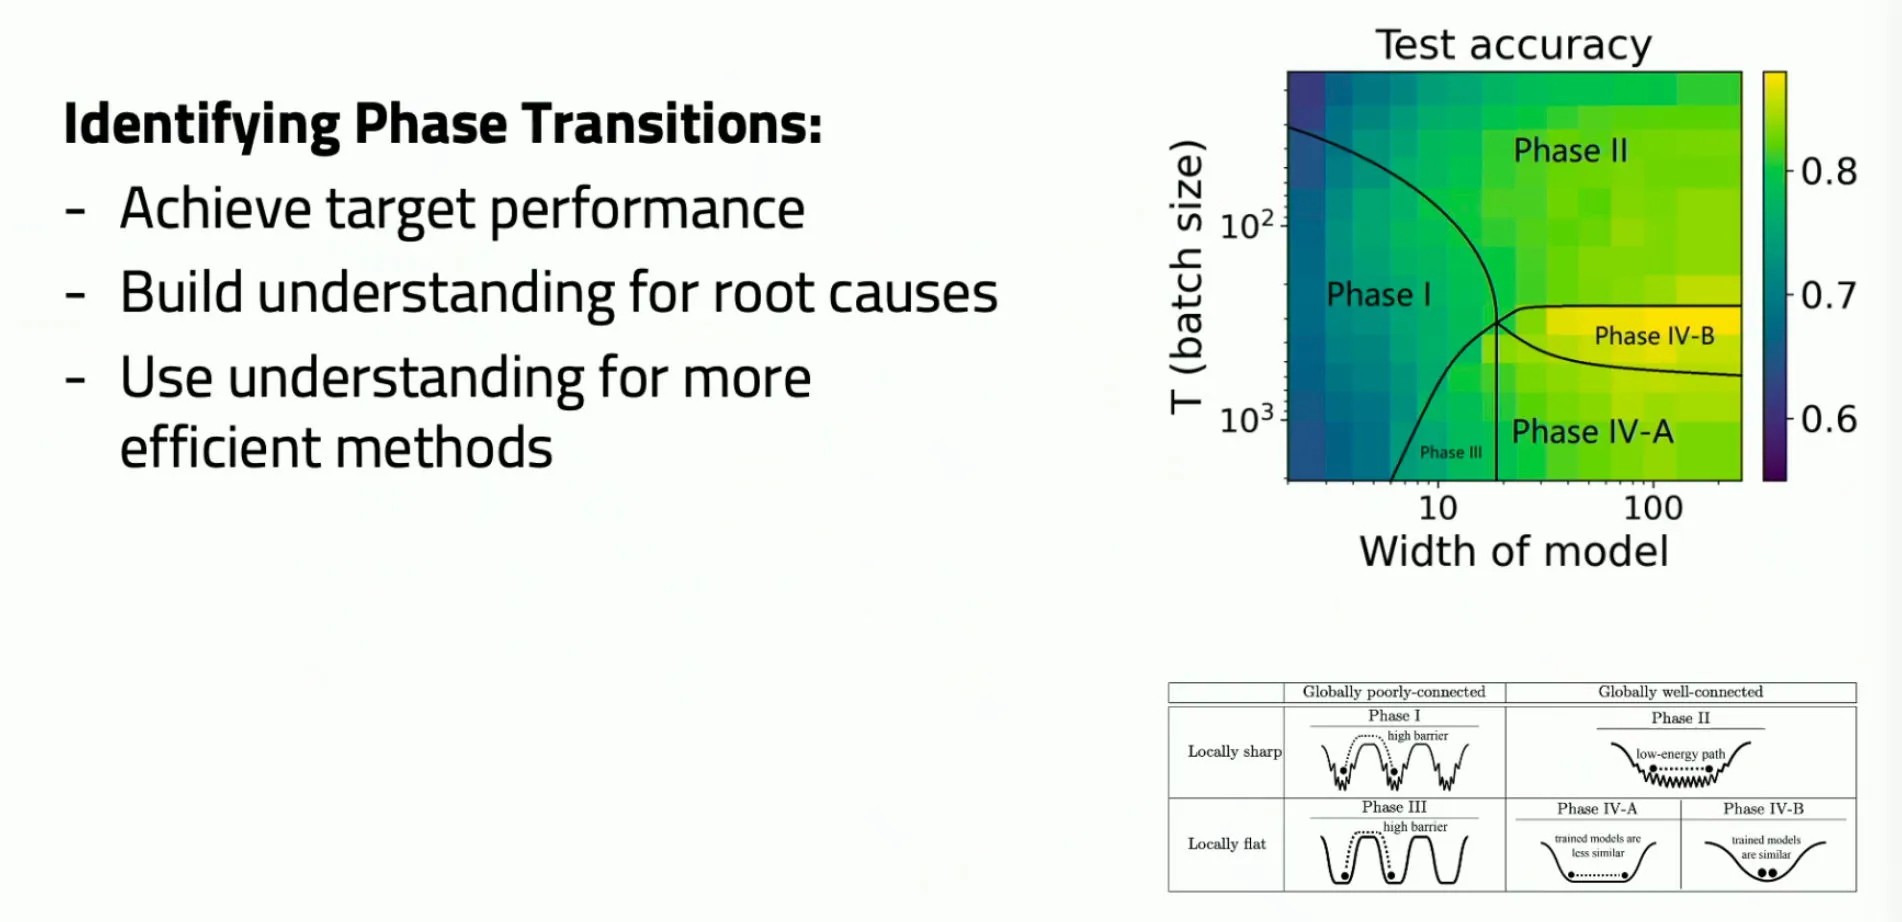 Identifying Phase Transitions:
- Achieve target performance
- Build understanding for root causes
- Use understanding for more
efficient methods
Test accuracy
T (batch size)
10²
10³
Phase I
Phase II
Phase III
Phase IV-A
Phase IV-B
10
100
Width of model
0.8
0.7
0.6
Globally poorly-connected
Globally well-connected
Locally sharp
Phase I
high barrier
Phase II
low-energy path
Locally flat
Phase III
high barrier
Phase IV-A
trained models are
less similar
Phase IV-B
trained models
are similar